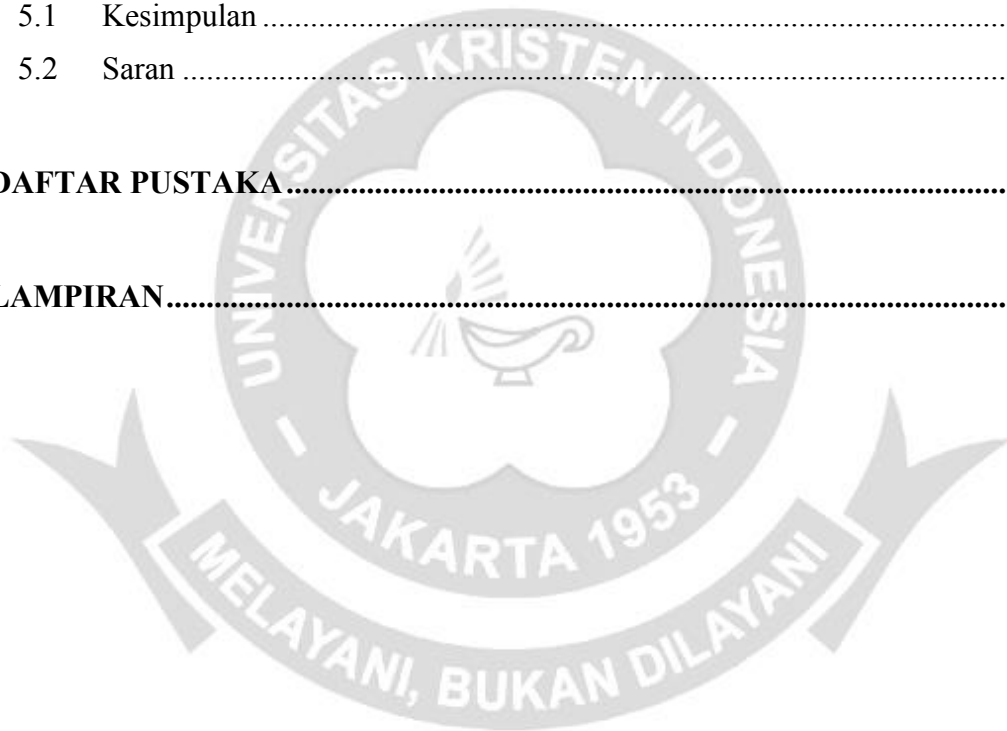 5.1 Kesimpulan ........................................................................................................
5.2 Saran ...................................................................................................................
DAFTAR PUSTAKA ..................................................................................................
LAMPIRAN..................................................................................................................
UNIVERSITAS KRISTEN INDONESIA
- JAKARTA 1953 -
MELAYANI, BUKAN DILAYANI